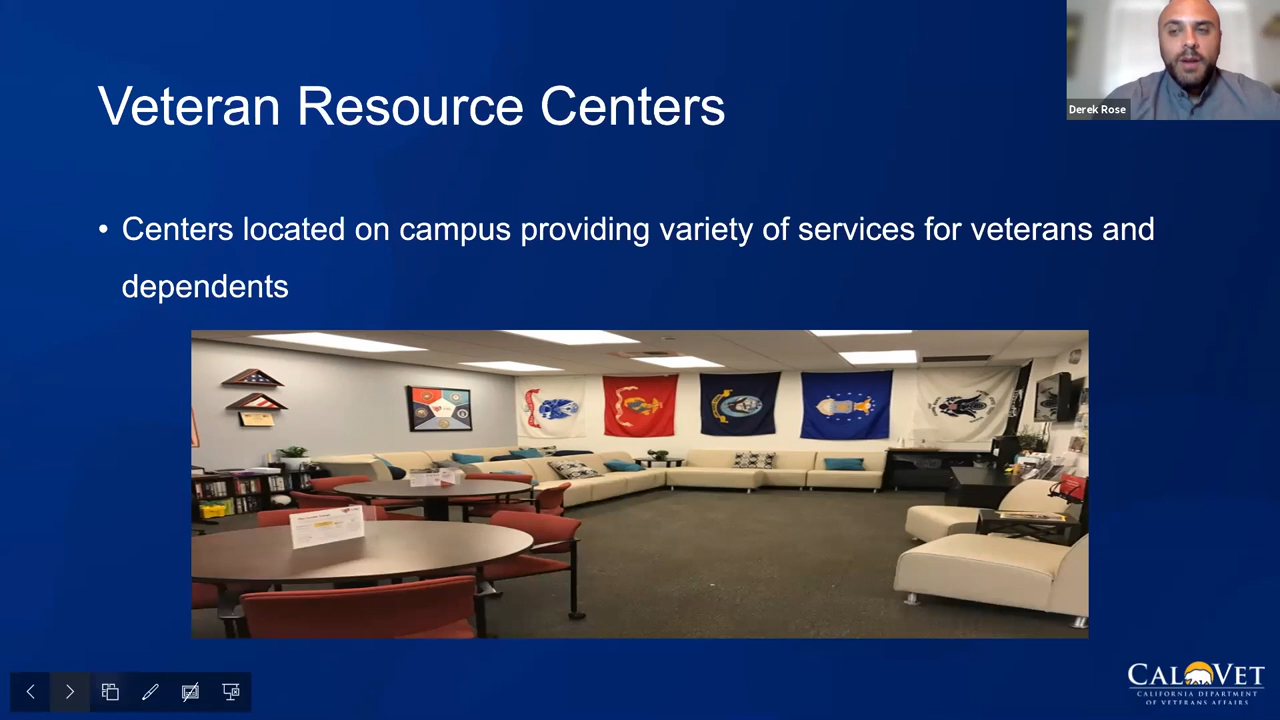 Veteran Resource Centers
Derek Rose
• Centers located on campus providing variety of services for veterans and
dependents
CALVET
CALIFORNIA DEPARTMENT
OF VETERANS AFFAIRS